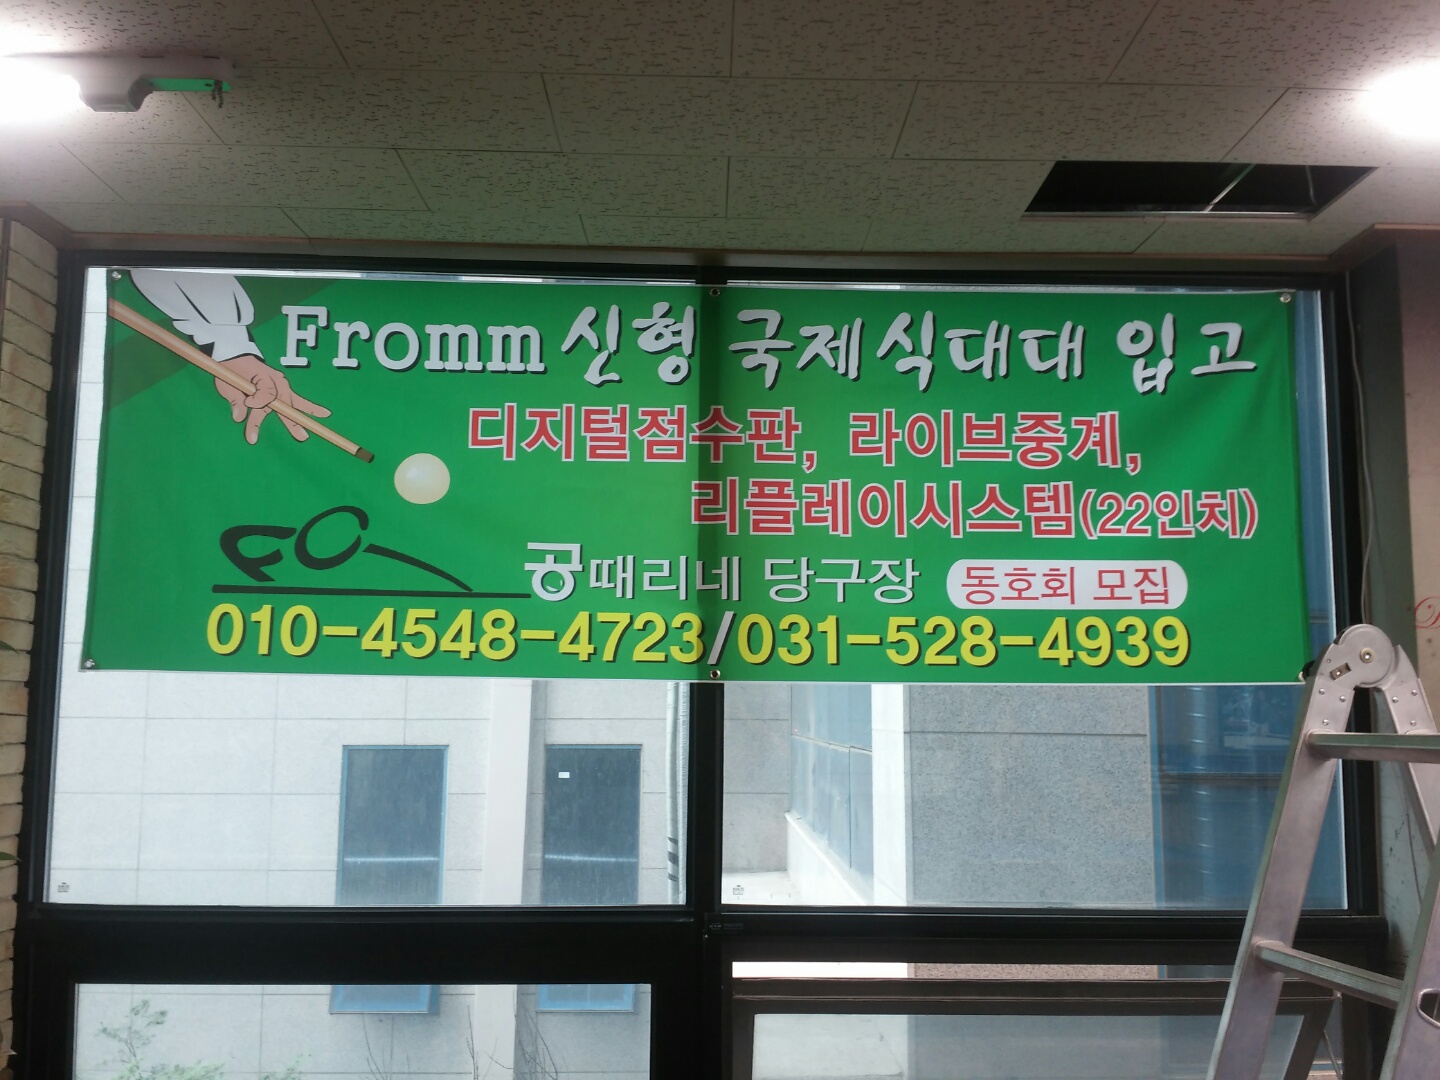 Fromm 신형 국제식대대 입고
디지털점수판, 라이브중계,
리플레이시스템(22인치)
공때리네 당구장 동호회 모집
010-4548-4723/031-528-4939